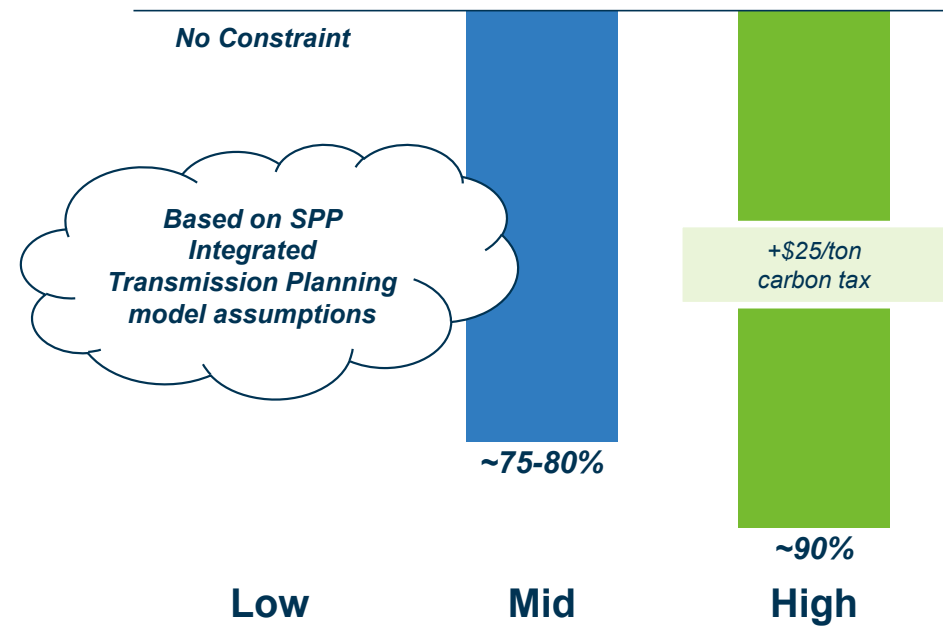 No Constraint
Based on SPP
Integrated
Transmission Planning
model assumptions
+$25/ton
carbon tax
~75-80%
~90%
Low
Mid
High